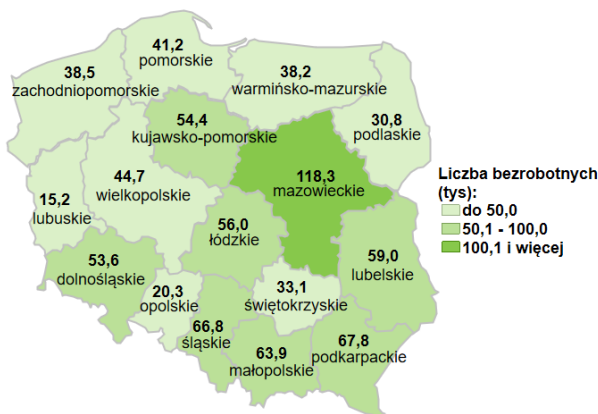 41,2
pomorskie
38,5
zachodniopomorskie
38,2
warmińsko-mazurskie
30,8
podlaskie
54,4
kujawsko-pomorskie
118,3
mazowieckie
44,7
wielkopolskie
15,2
lubuskie
56,0
łódzkie
53,6
dolnośląskie
59,0
lubelskie
20,3
opolskie
33,1
świętokrzyskie
66,8
śląskie
63,9
małopolskie
67,8
podkarpackie
Liczba bezrobotnych
(tys):
do 50,0
50,1 - 100,0
100,1 i więcej